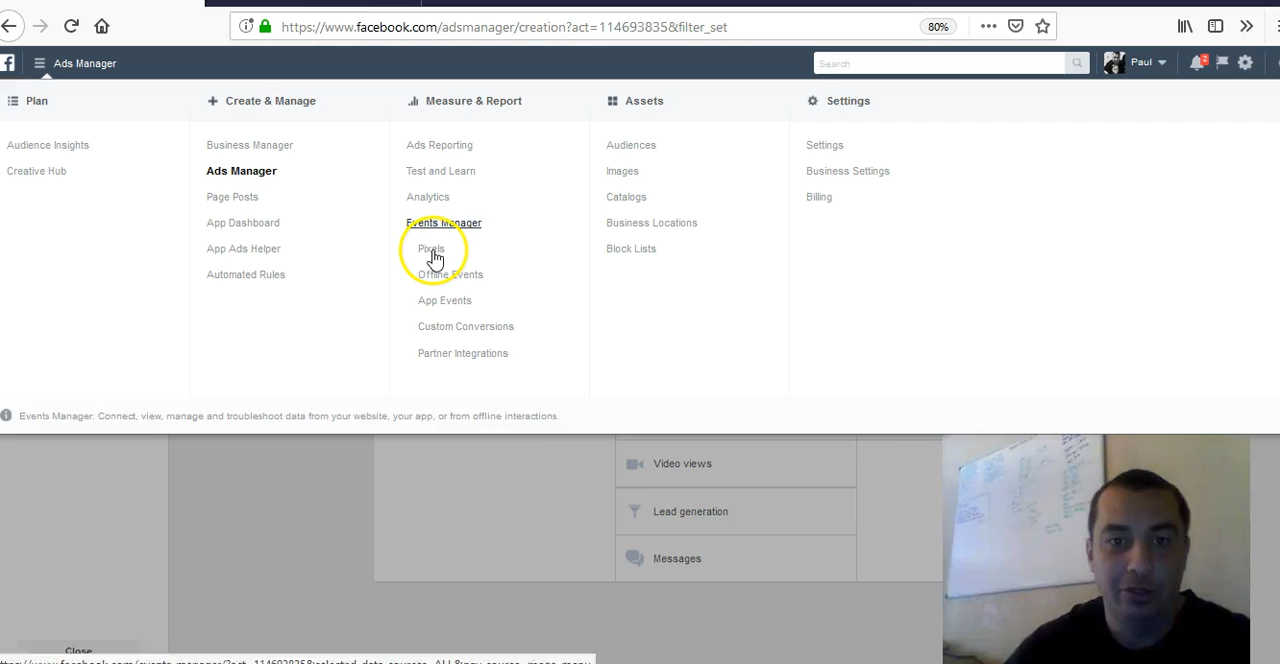 https://www.facebook.com/adsmanager/creation?act=114693835&filter_set
80%
Ads Manager
Search
Paul
2
Plan
Create & Manage
Measure & Report
Assets
Settings
Audience Insights
Business Manager
Ads Reporting
Audiences
Settings
Creative Hub
Ads Manager
Test and Learn
Images
Business Settings
Page Posts
Analytics
Catalogs
Billing
App Dashboard
Events Manager
Business Locations
App Ads Helper
Pixels
Block Lists
Automated Rules
Offline Events
App Events
Custom Conversions
Partner Integrations
Events Manager: Connect, view, manage and troubleshoot data from your website, your app, or from offline interactions.
Video views
Lead generation
Messages
Close